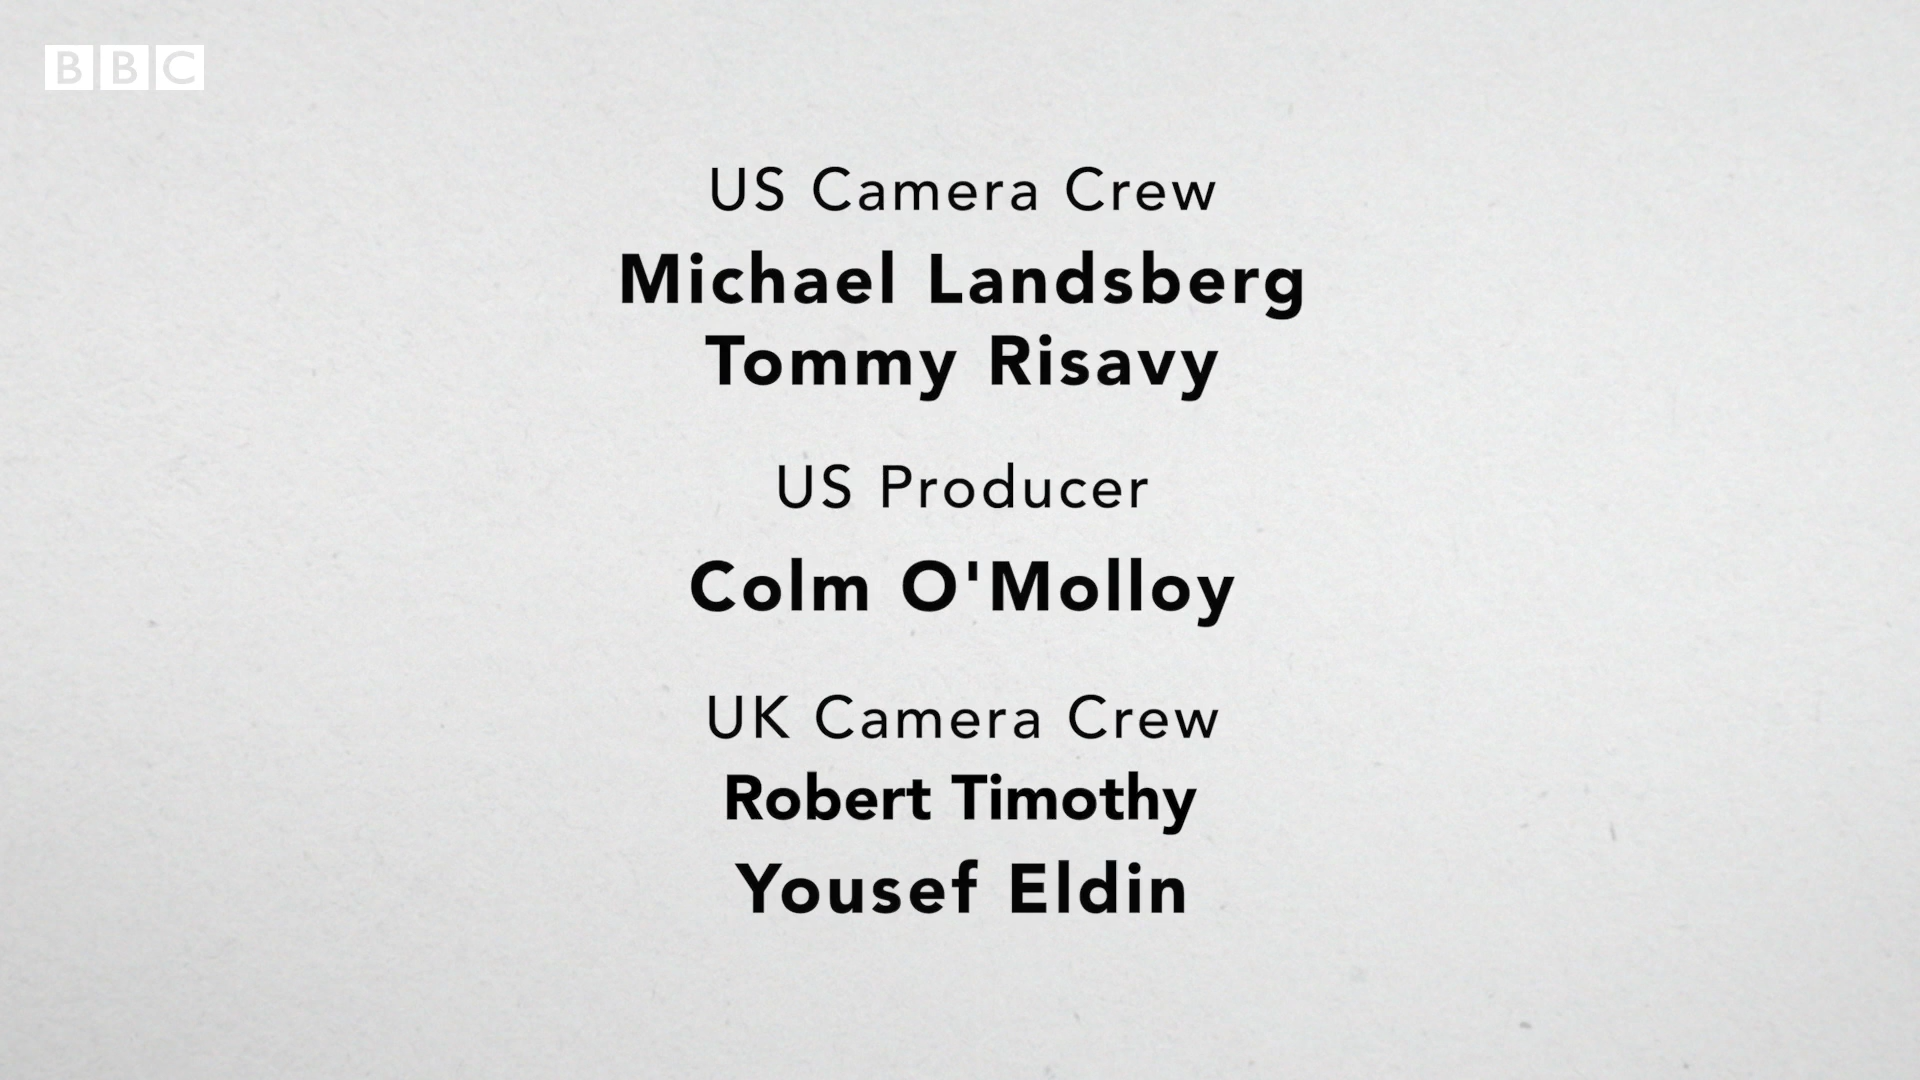 BBC
US Camera Crew
Michael Landsberg
Tommy Risavy
US Producer
Colm O'Molloy
UK Camera Crew
Robert Timothy
Yousef Eldin